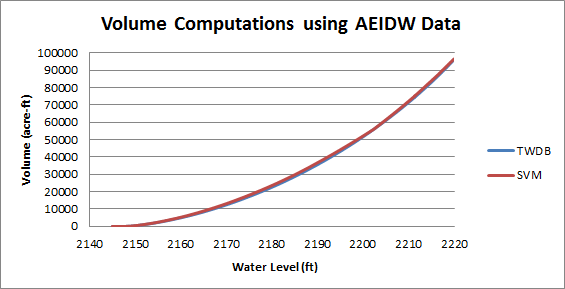 Volume Computations using AEIDW Data
Volume (acre-ft)
100000
90000
80000
70000
60000
50000
40000
30000
20000
10000
0
2140 2150 2160 2170 2180 2190 2200 2210 2220
Water Level (ft)
TWDB
SVM